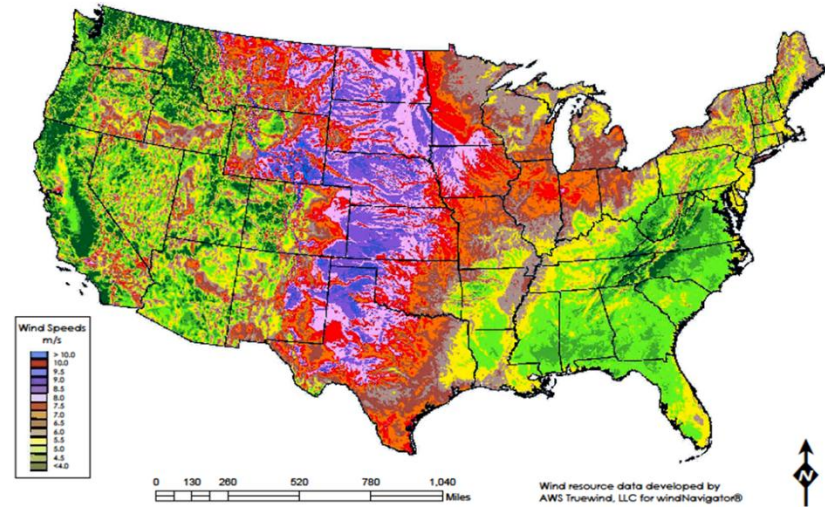 Wind Speeds
m/s
> 10.0
10.0
9.5
9.0
8.5
8.0
7.5
7.0
6.5
6.0
5.5
5.0
4.5
<4.0
0 130 260 520 780 1,040
Miles
Wind resource data developed by
AWS Truewind, LLC for windNavigator®
N